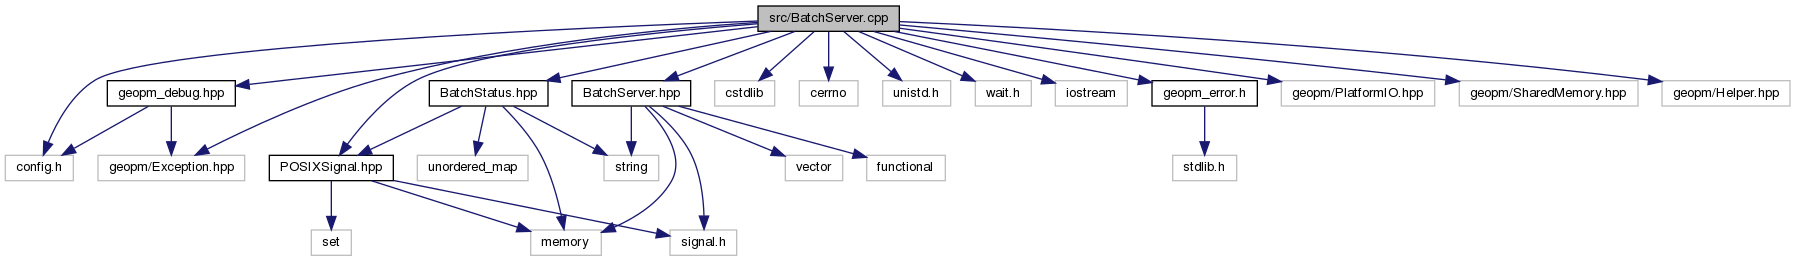 src/BatchServer.cpp
geopm_debug.hpp
BatchStatus.hpp
BatchServer.hpp
cstdlib
cerrno
unistd.h
wait.h
iostream
geopm_error.h
geopm/PlatformIO.hpp
geopm/SharedMemory.hpp
geopm/Helper.hpp
config.h
geopm/Exception.hpp
POSIXSignal.hpp
unordered_map
string
vector
functional
stdlib.h
set
memory
signal.h